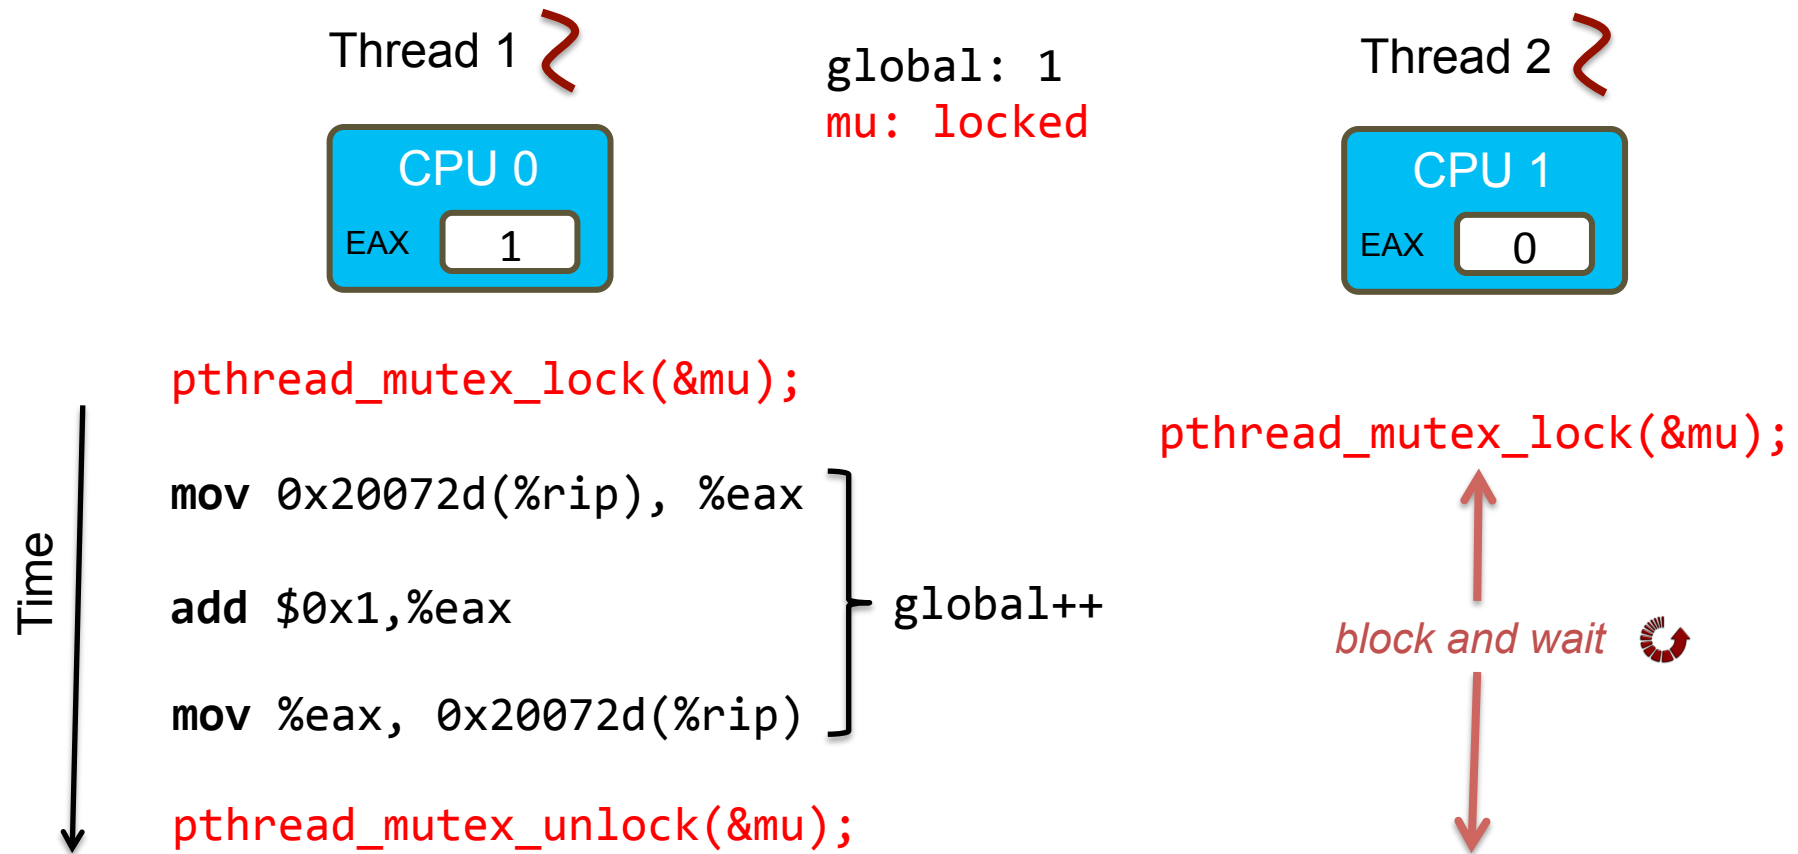 Thread 1
global: 1
mu: locked
Thread 2
CPU 0
EAX 1
CPU 1
EAX 0
pthread_mutex_lock(&mu);
pthread_mutex_lock(&mu);
mov 0x20072d(%rip), %eax
Time
add $0x1,%eax
global++
block and wait
mov %eax, 0x20072d(%rip)
pthread_mutex_unlock(&mu);